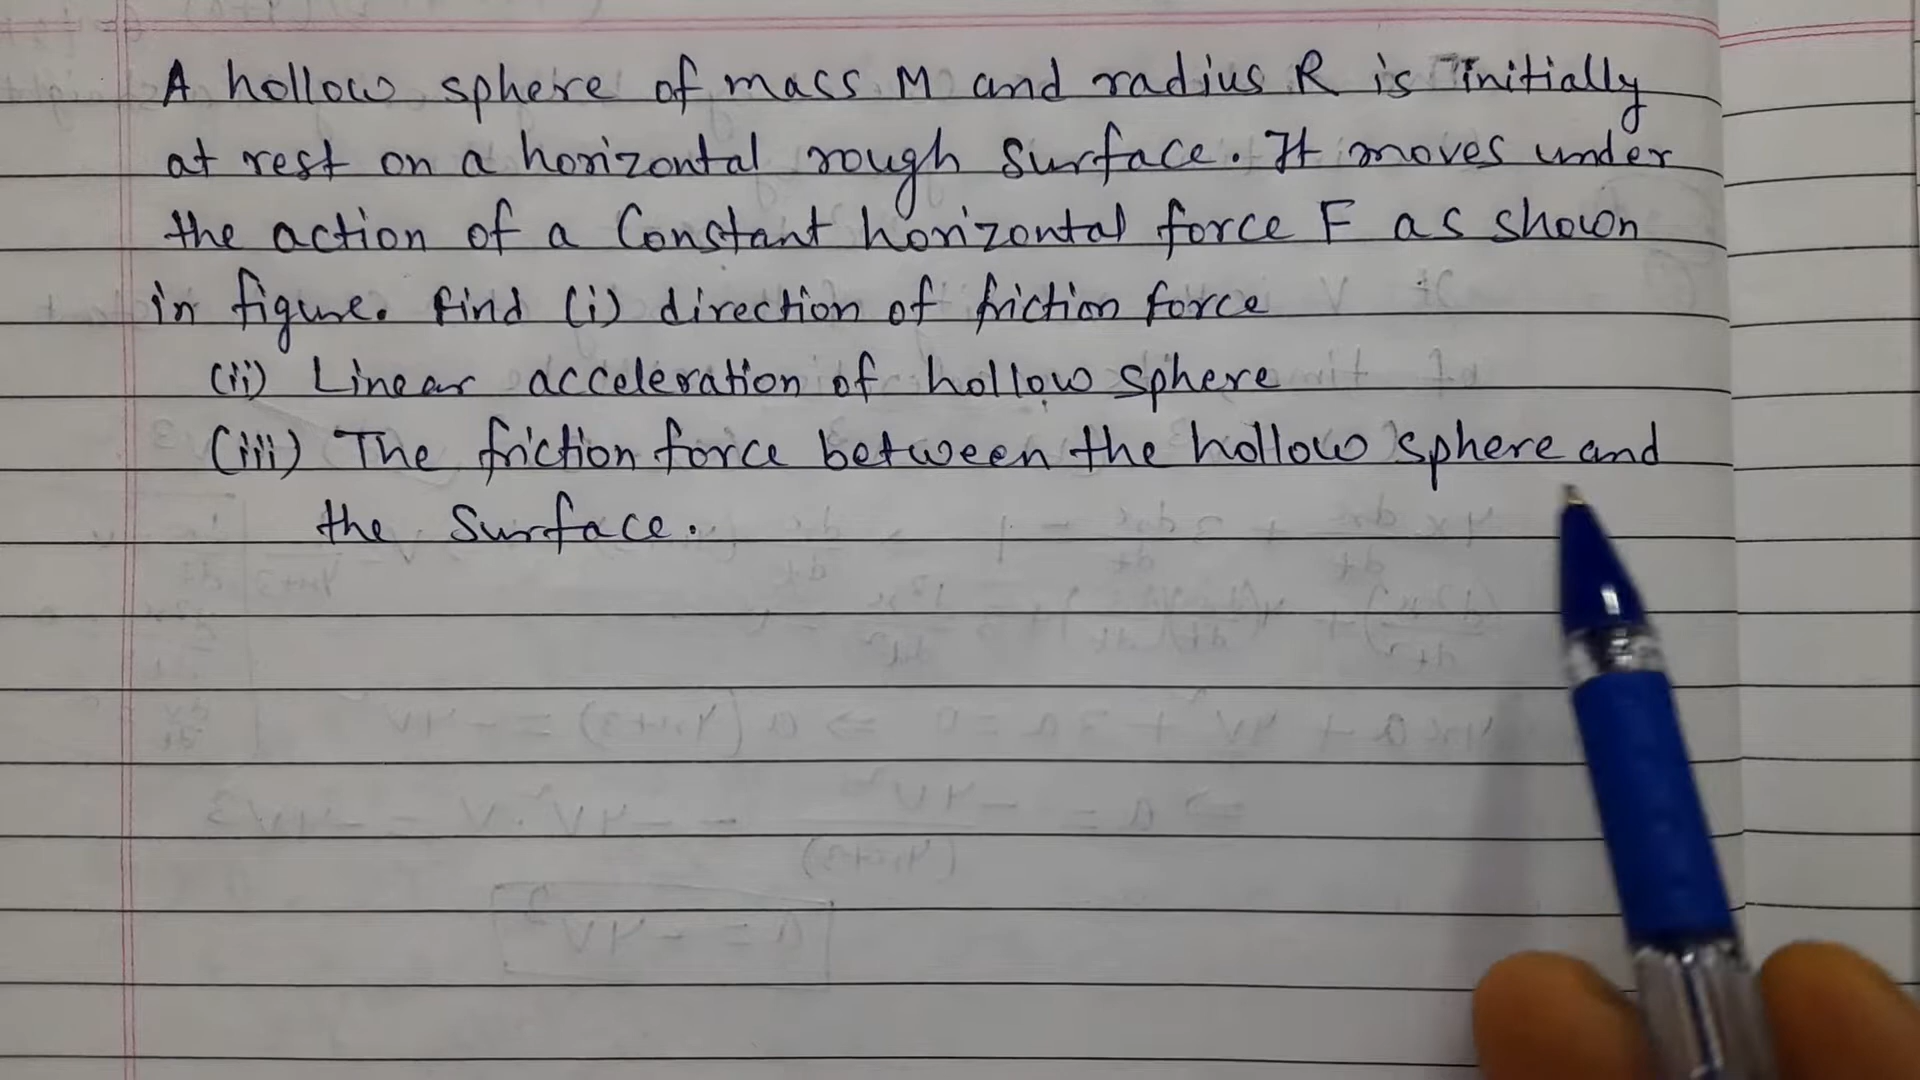 A hollow sphere of mass M and radius R is initially
at rest on a horizontal rough surface. It moves under
the action of a Constant horizontal force F as shown
in figure. find (i) direction of friction force
(ii) Linear acceleration of hollow sphere
(iii) The friction force between the hollow sphere and
the surface.